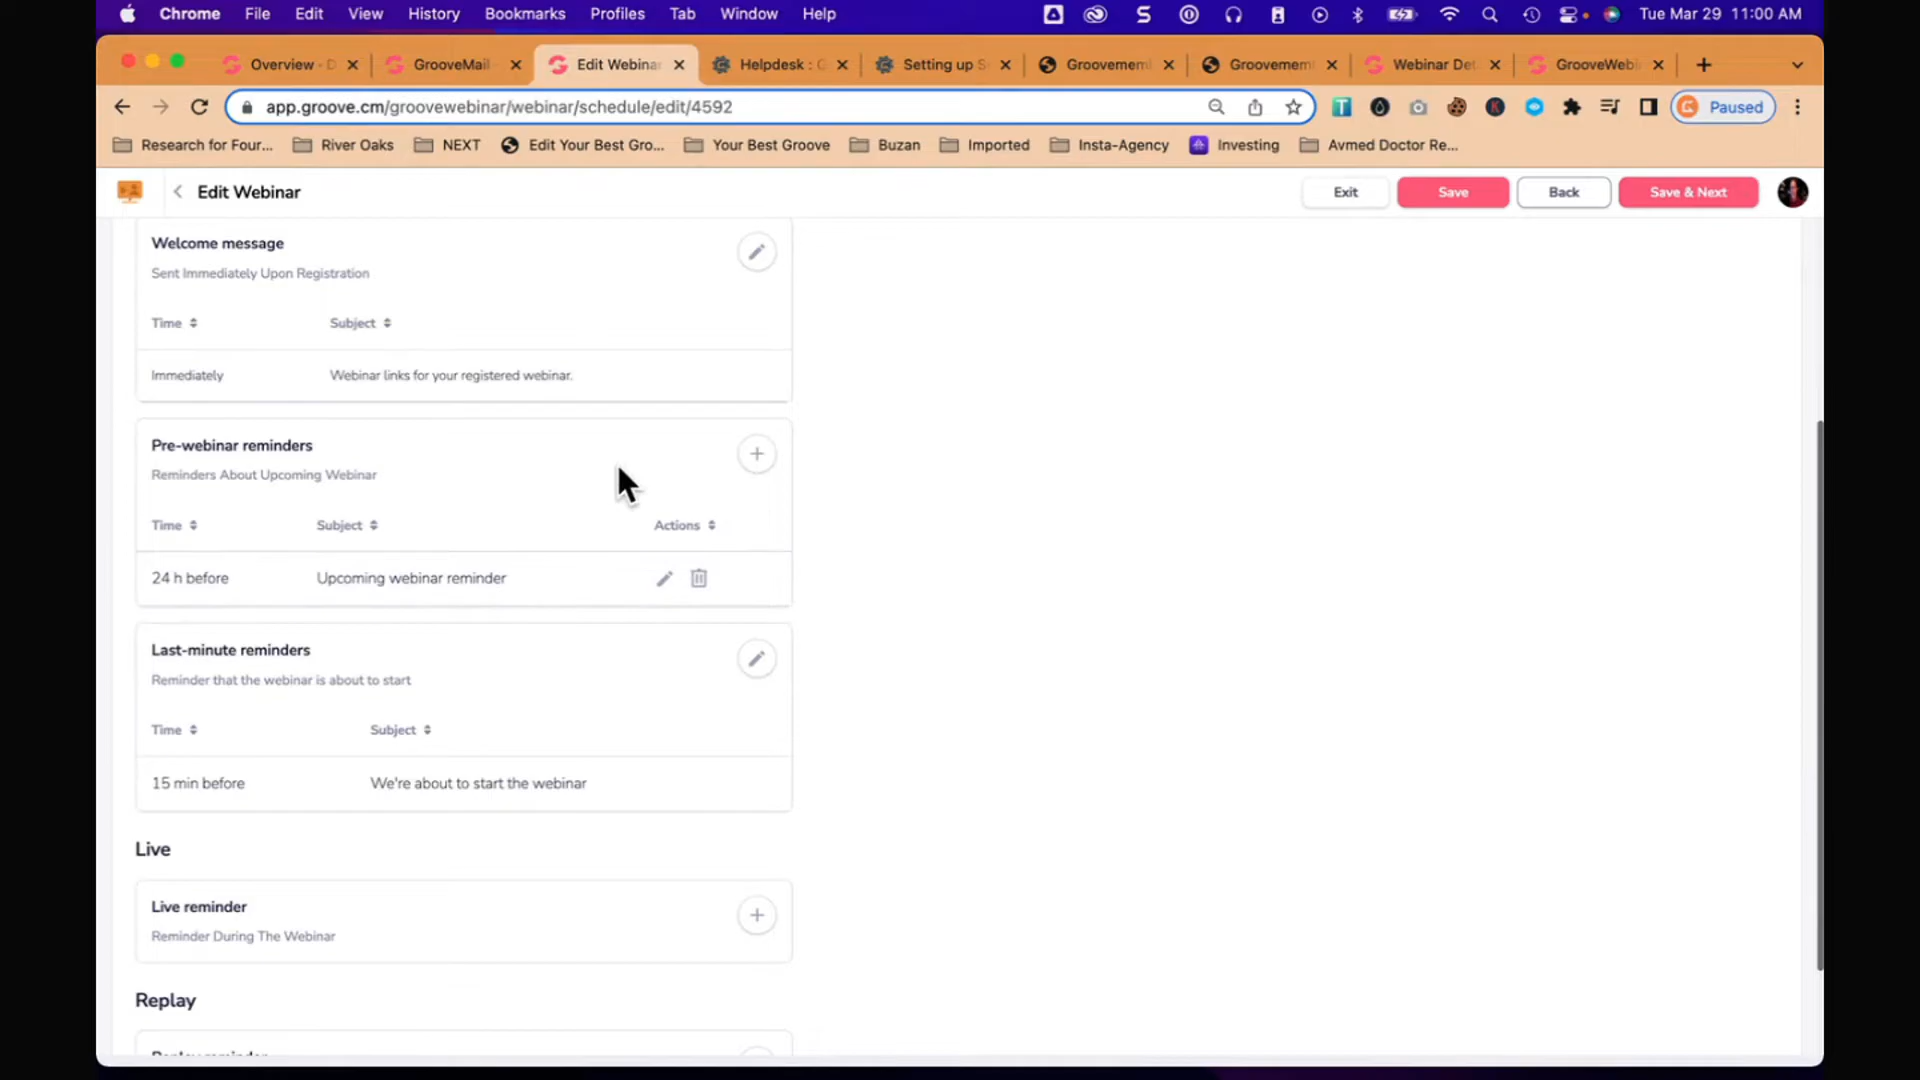 Chrome File Edit View History Bookmarks Profiles Tab Window Help Tue Mar 29 11:00 AM
Overview - D GrooveMail Edit Webinar Helpdesk : G Setting up S Groovemem Groovemem Webinar Det GrooveWebi
app.groove.cm/groovewebinar/webinar/schedule/edit/4592 Paused
Research for Four... River Oaks NEXT Edit Your Best Gro... Your Best Groove Buzan Imported Insta-Agency Investing Avmed Doctor Re...
Edit Webinar Exit Save Back Save & Next
Welcome message
Sent Immediately Upon Registration
Time Subject
Immediately Webinar links for your registered webinar.
Pre-webinar reminders
Reminders About Upcoming Webinar
Time Subject Actions
24 h before Upcoming webinar reminder
Last-minute reminders
Reminder that the webinar is about to start
Time Subject
15 min before We're about to start the webinar
Live
Live reminder
Reminder During The Webinar
Replay